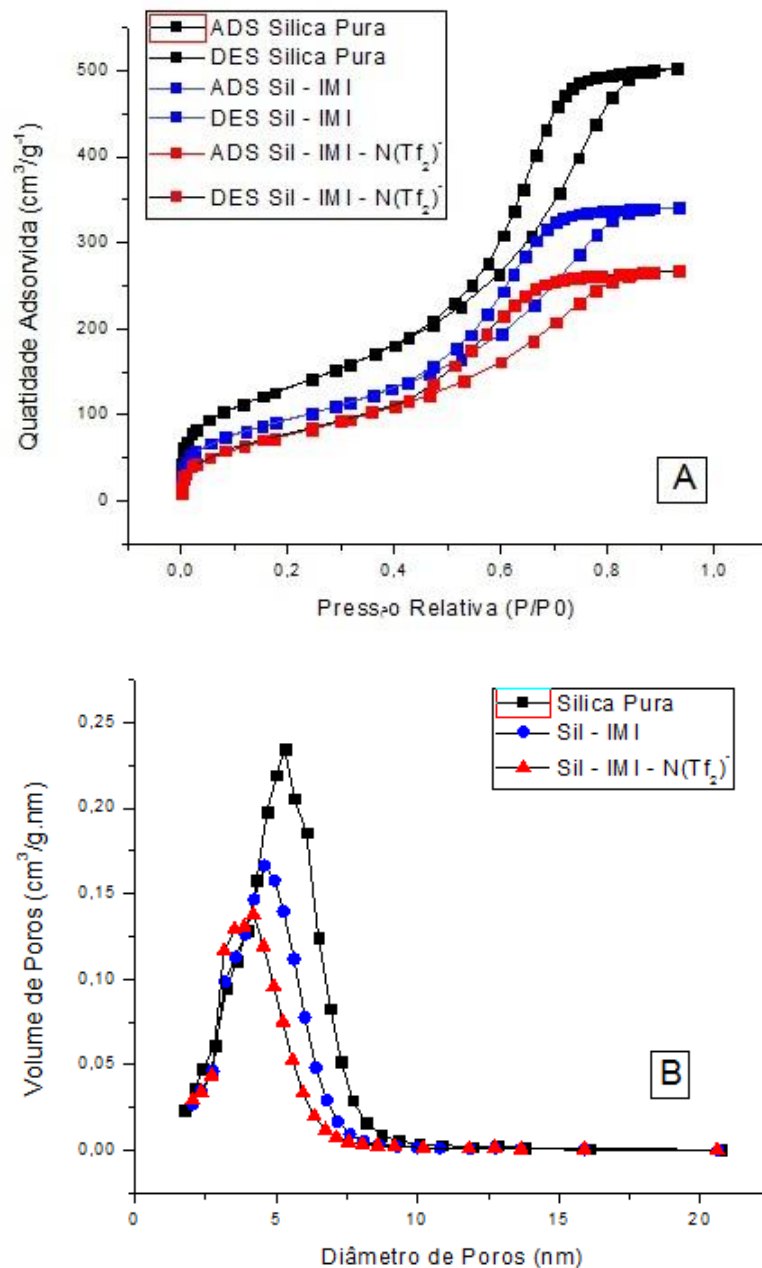 ADS Silica Pura
DES Silica Pura
ADS Sil - IMI
DES Sil - IMI
ADS Sil - IMI - N(Tf₂)⁻
DES Sil - IMI - N(Tf₂)⁻
500
400
300
200
100
0
Quatidade Adsorvida (cm³/g⁻¹)
A
0,0 0,2 0,4 0,6 0,8 1,0
Relativa (P/P0)
Silica Pura
Sil - IMI
Sil - IMI - N(Tf₂)⁻
0,25
0,20
0,15
0,10
0,05
0,00
Volume de Poros (cm³/g.nm)
B
0 5 10 15 20
Diâmetro de Poros (nm)